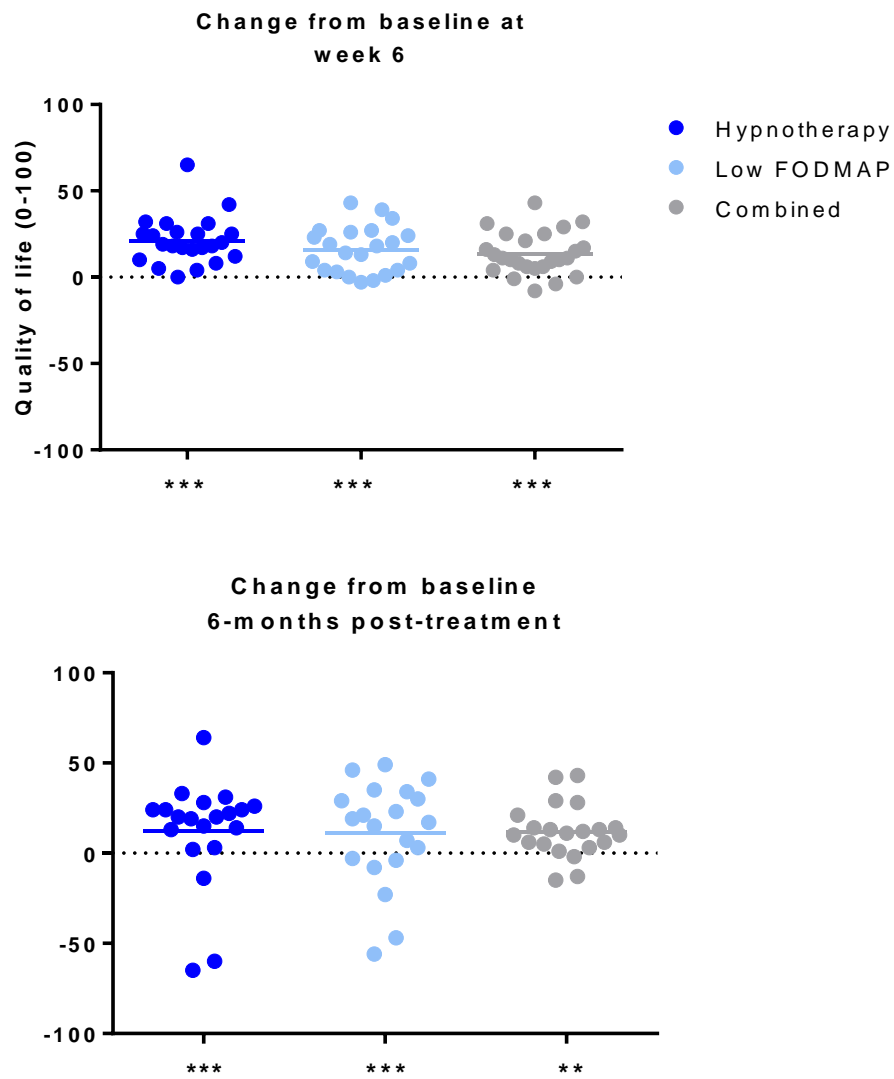 Change from baseline at
week 6
Quality of life (0-100)
100
50
0
-50
-100
*** *** ***
Hypnotherapy
Low FODMAP
Combined
Change from baseline
6-months post-treatment
100
50
0
-50
-100
*** *** **